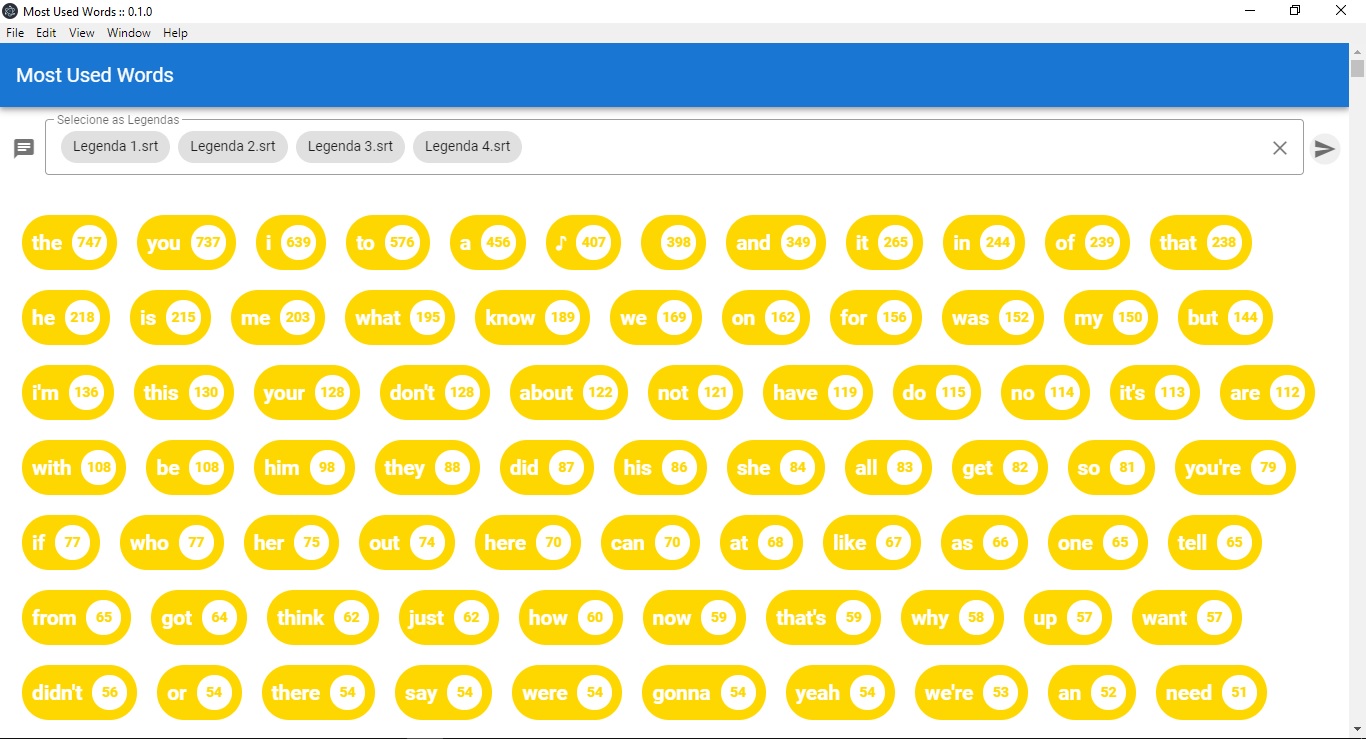 Most Used Words :: 0.1.0
File Edit View Window Help
Most Used Words
Selecione as Legendas
Legenda 1.srt Legenda 2.srt Legenda 3.srt Legenda 4.srt
the 747 you 737 i 639 to 576 a 456 ♪ 407 398 and 349 it 265 in 244 of 239 that 238
he 218 is 215 me 203 what 195 know 189 we 169 on 162 for 156 was 152 my 150 but 144
i'm 136 this 130 your 128 don't 128 about 122 not 121 have 119 do 115 no 114 it's 113 are 112
with 108 be 108 him 98 they 88 did 87 his 86 she 84 all 83 get 82 so 81 you're 79
if 77 who 77 her 75 out 74 here 70 can 70 at 68 like 67 as 66 one 65 tell 65
from 65 got 64 think 62 just 62 how 60 now 59 that's 59 why 58 up 57 want 57
didn't 56 or 54 there 54 say 54 were 54 gonna 54 yeah 54 we're 53 an 52 need 51